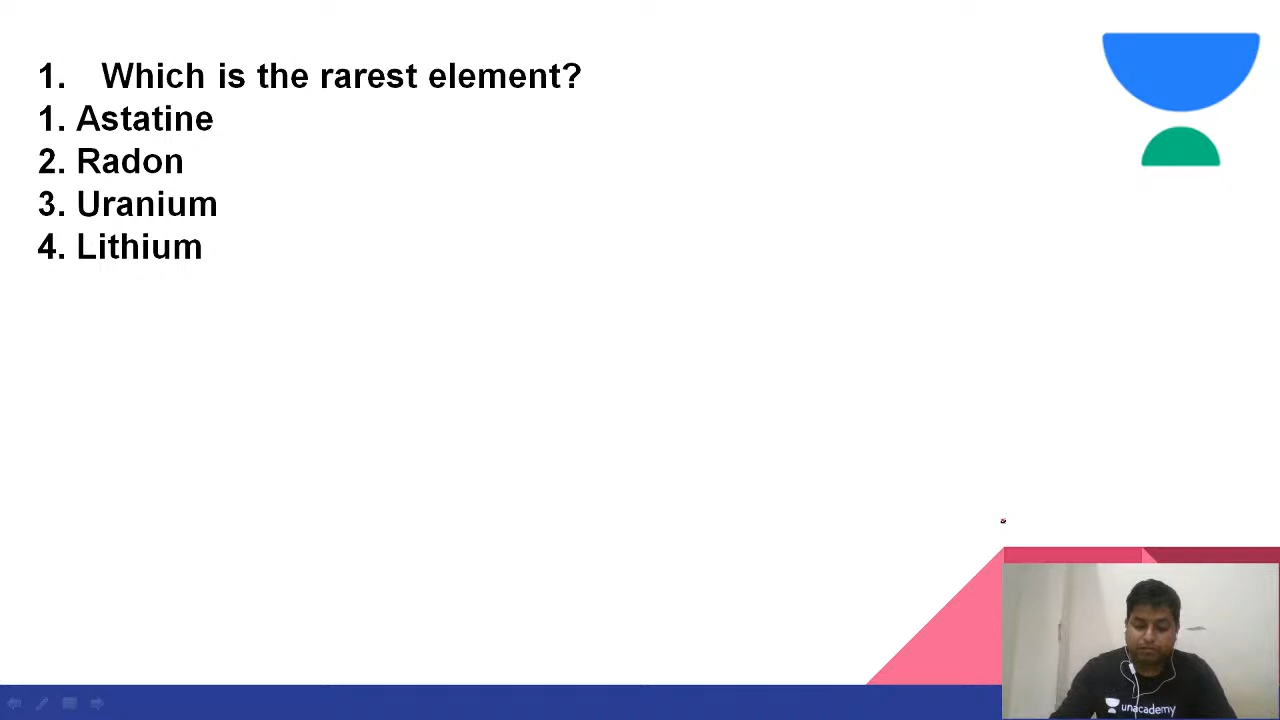 1. Which is the rarest element?
1. Astatine
2. Radon
3. Uranium
4. Lithium
unacademy